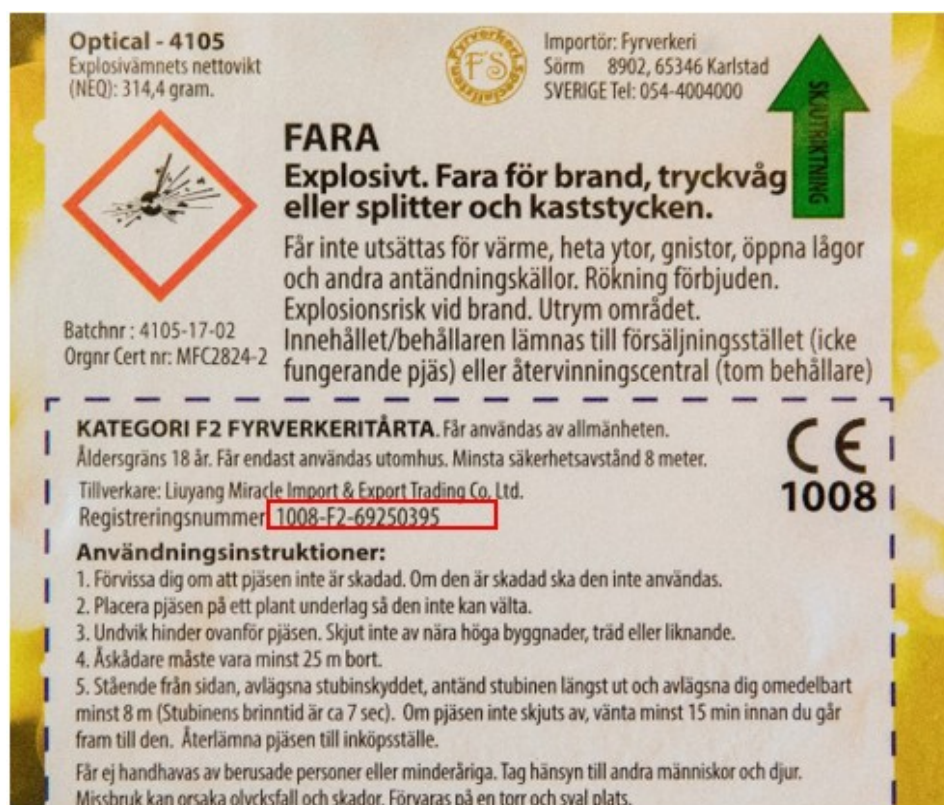 Optical - 4105
Explosivämnets nettovikt
(NEQ): 314,4 gram.
Fyrverkeri Specialisten
FS
Importör: Fyrverkeri
Sörm 8902, 65346 Karlstad
SVERIGE Tel: 054-4004000
SKJUTRIKTNING
FARA
Explosivt. Fara för brand, tryckvåg
eller splitter och kaststycken.
Får inte utsättas för värme, heta ytor, gnistor, öppna lågor
och andra antändningskällor. Rökning förbjuden.
Explosionsrisk vid brand. Utrym området.
Innehållet/behållaren lämnas till försäljningsstället (icke
fungerande pjäs) eller återvinningscentral (tom behållare)
Batchnr : 4105-17-02
Orgnr Cert nr: MFC2824-2
KATEGORI F2 FYRVERKERITÅRTA. Får användas av allmänheten.
Åldersgräns 18 år. Får endast användas utomhus. Minsta säkerhetsavstånd 8 meter.
Tillverkare: Liuyang Miracle Import & Export Trading Co, Ltd.
Registreringsnummer 1008-F2-69250395
CE
1008
Användningsinstruktioner:
1. Förvissa dig om att pjäsen inte är skadad. Om den är skadad ska den inte användas.
2. Placera pjäsen på ett plant underlag så den inte kan välta.
3. Undvik hinder ovanför pjäsen. Skjut inte av nära höga byggnader, träd eller liknande.
4. Åskådare måste vara minst 25 m bort.
5. Stående från sidan, avlägsna stubinskyddet, antänd stubinen längst ut och avlägsna dig omedelbart
minst 8 m (Stubinens brinntid är ca 7 sec). Om pjäsen inte skjuts av, vänta minst 15 min innan du går
fram till den. Återlämna pjäsen till inköpsställe.
Får ej handhavas av berusade personer eller minderåriga. Tag hänsyn till andra människor och djur.
Missbruk kan orsaka olycksfall och skador. Förvaras på en torr och sval plats.